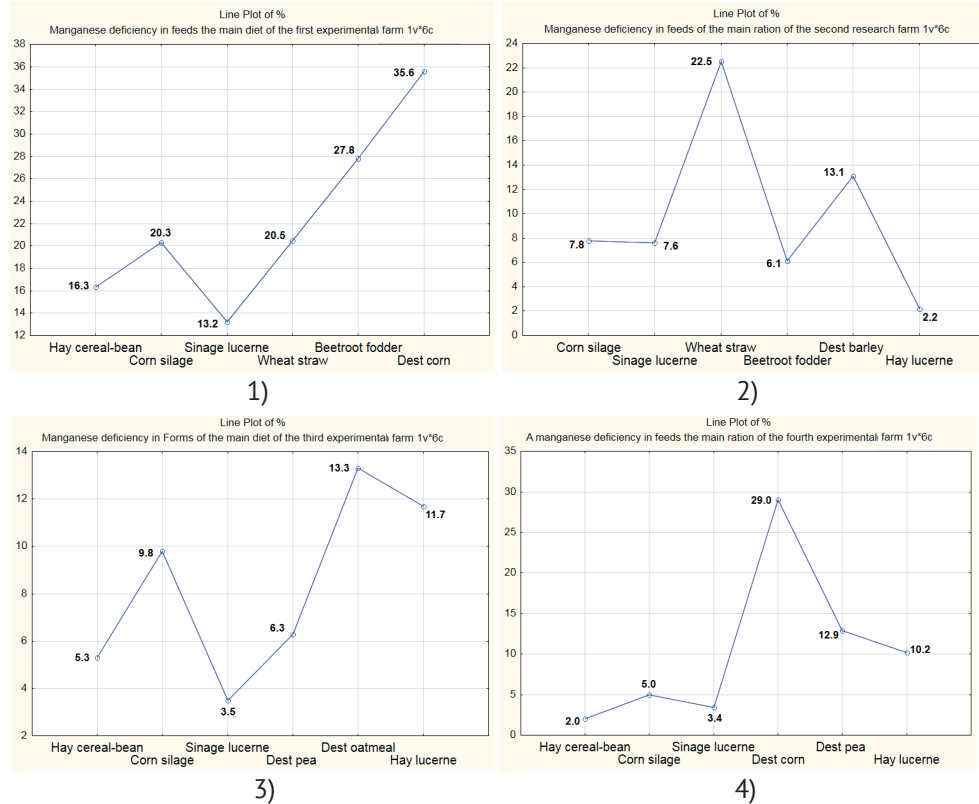 Line Plot of %
Manganese deficiency in feeds the main diet of the first experimental farm 1v*6c
38
36
34
32
30
28
26
24
22
20
18
16
14
12
16.3
20.3
13.2
20.5
27.8
35.6
Hay cereal-bean
Sinage lucerne
Beetroot fodder
Corn silage
Wheat straw
Dest corn
1)
Line Plot of %
Manganese deficiency in feeds of the main ration of the second research farm 1v*6c
24
22
20
18
16
14
12
10
8
6
4
2
0
7.8
7.6
22.5
6.1
13.1
2.2
Corn silage
Wheat straw
Dest barley
Sinage lucerne
Beetroot fodder
Hay lucerne
2)
Line Plot of %
Manganese deficiency in Forms of the main diet of the third experimental farm 1v*6c
14
12
10
8
6
4
2
5.3
9.8
3.5
6.3
13.3
11.7
Hay cereal-bean
Sinage lucerne
Dest oatmeal
Corn silage
Dest pea
Hay lucerne
3)
Line Plot of %
A manganese deficiency in feeds the main ration of the fourth experimental farm 1v*6c
35
30
25
20
15
10
5
0
2.0
5.0
3.4
29.0
12.9
10.2
Hay cereal-bean
Sinage lucerne
Dest pea
Corn silage
Dest corn
Hay lucerne
4)